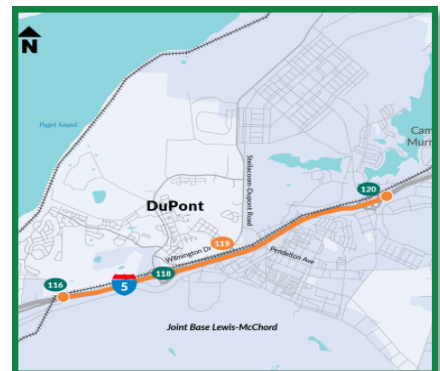 N
Puget Sound
Cam
Murr
Steilacoom-Dupont Road
120
DuPont
119
Wilmington Dr
Pendelton Ave
118
116
5
Joint Base Lewis-McChord